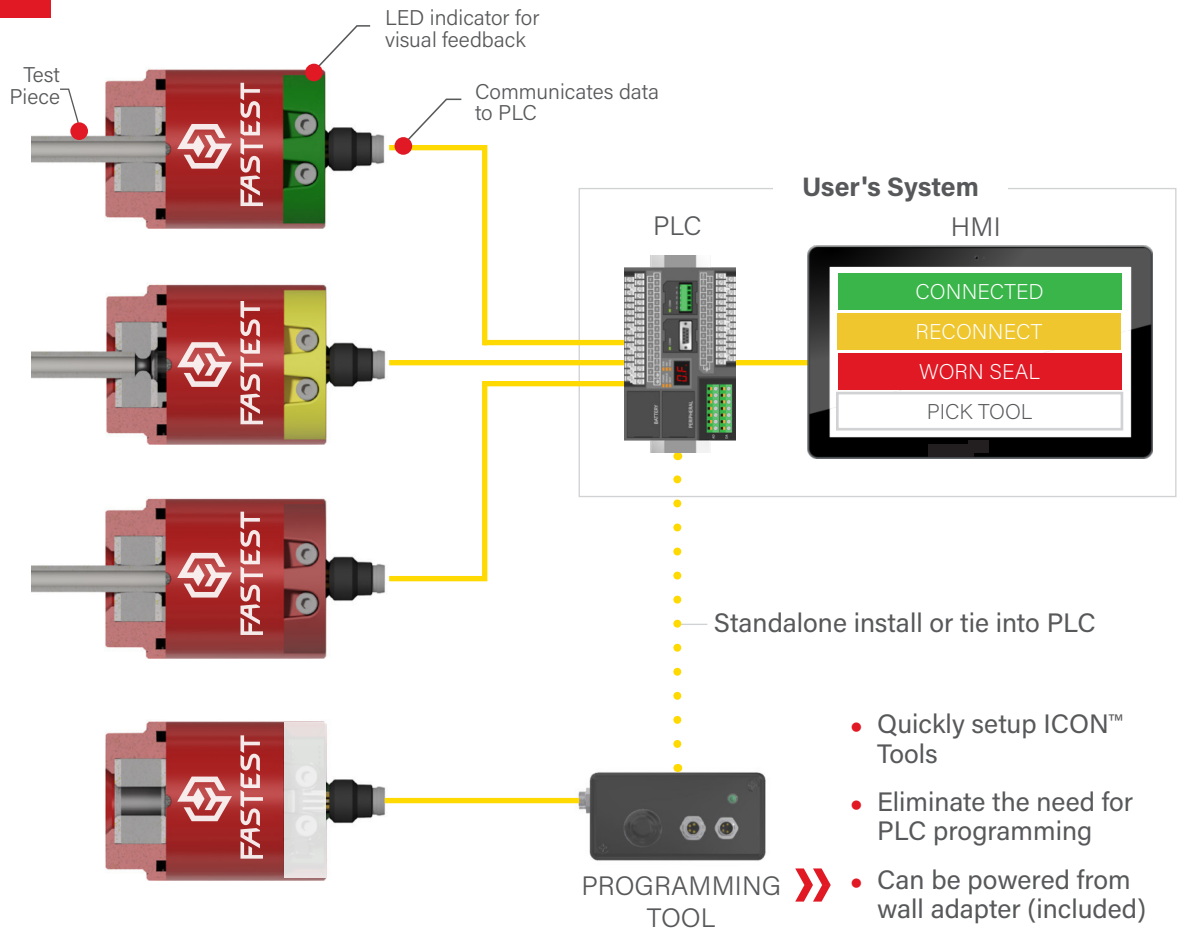 LED indicator for
visual feedback
Test
Piece
Communicates data
to PLC
FASTEST
FASTEST
FASTEST
FASTEST
User's System
PLC
HMI
BATTERY
PERIPHERAL
CONNECTED
RECONNECT
WORN SEAL
PICK TOOL
Standalone install or tie into PLC
PROGRAMMING
TOOL
• Quickly setup ICON™
Tools
• Eliminate the need for
PLC programming
• Can be powered from
wall adapter (included)